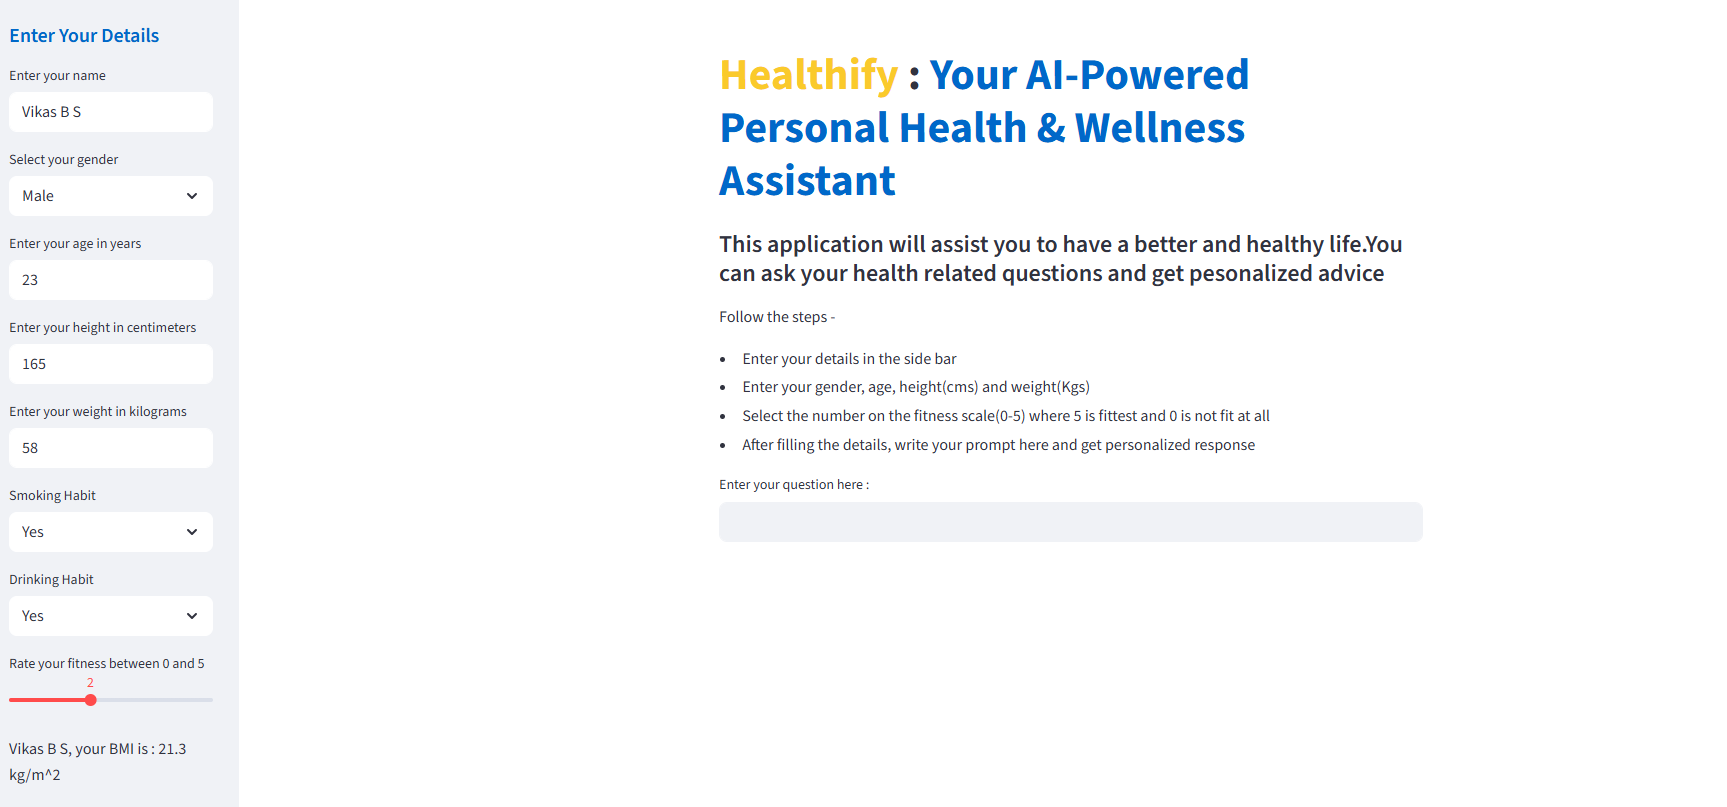 Enter Your Details
Enter your name
Vikas B S
Select your gender
Male
Enter your age in years
23
Enter your height in centimeters
165
Enter your weight in kilograms
58
Smoking Habit
Yes
Drinking Habit
Yes
Rate your fitness between 0 and 5
2
Vikas B S, your BMI is : 21.3
kg/m^2
Healthify : Your AI-Powered
Personal Health & Wellness
Assistant
This application will assist you to have a better and healthy life.You
can ask your health related questions and get pesonalized advice
Follow the steps -
• Enter your details in the side bar
• Enter your gender, age, height(cms) and weight(Kgs)
• Select the number on the fitness scale(0-5) where 5 is fittest and 0 is not fit at all
• After filling the details, write your prompt here and get personalized response
Enter your question here :